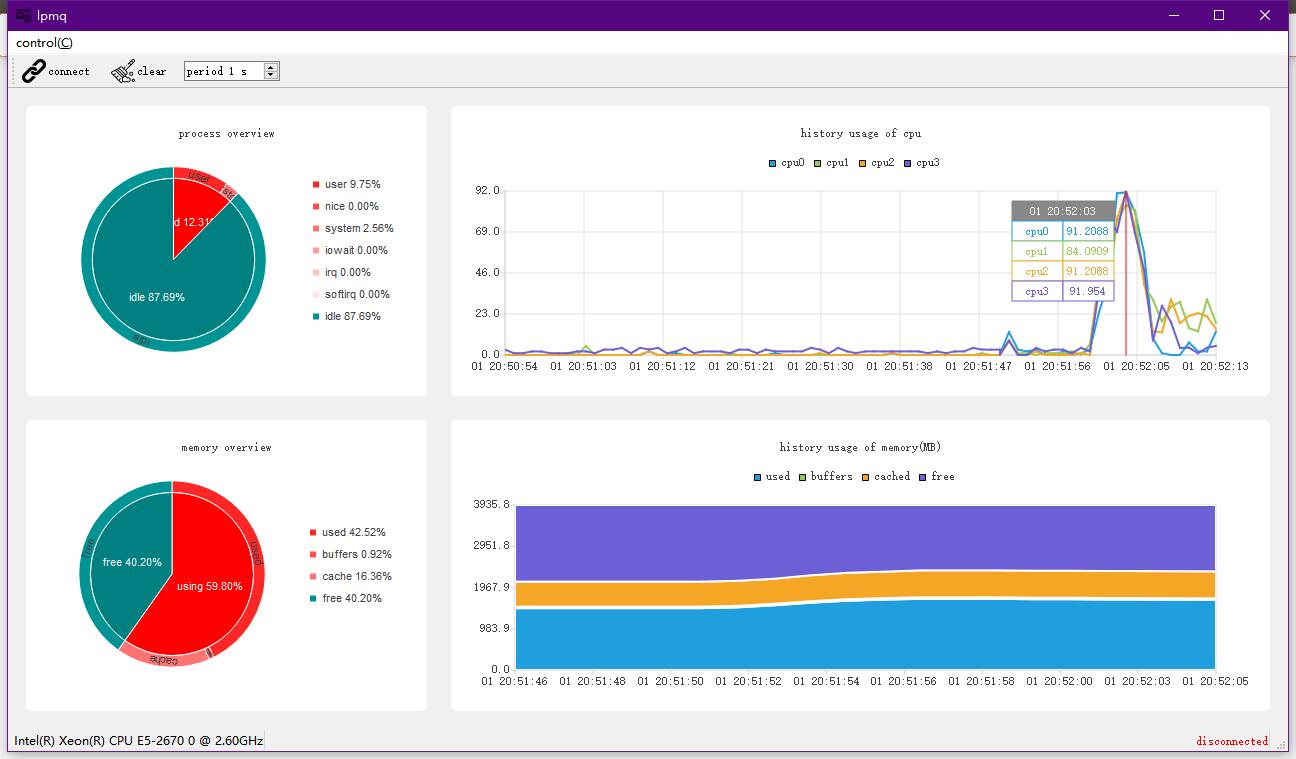 lpmq
control(C)
connect clear period 1 s
process overview
user
idle 87.69%
idle
user 9.75%
nice 0.00%
system 2.56%
iowait 0.00%
irq 0.00%
softirq 0.00%
idle 87.69%
history usage of cpu
cpu0 cpu1 cpu2 cpu3
92.0
69.0
46.0
23.0
0.0
01 20:52:03
cpu0 91.2088
cpu1 84.0909
cpu2 91.2088
cpu3 91.954
01 20:50:54 01 20:51:03 01 20:51:12 01 20:51:21 01 20:51:30 01 20:51:38 01 20:51:47 01 20:51:56 01 20:52:05 01 20:52:13
memory overview
free
used
free 40.20%
using 59.80%
cache
used 42.52%
buffers 0.92%
cache 16.36%
free 40.20%
history usage of memory(MB)
used buffers cached free
3935.8
2951.8
1967.9
983.9
0.0
01 20:51:46 01 20:51:48 01 20:51:50 01 20:51:52 01 20:51:54 01 20:51:56 01 20:51:58 01 20:52:00 01 20:52:03 01 20:52:05
Intel(R) Xeon(R) CPU E5-2670 0 @ 2.60GHz
disconnected